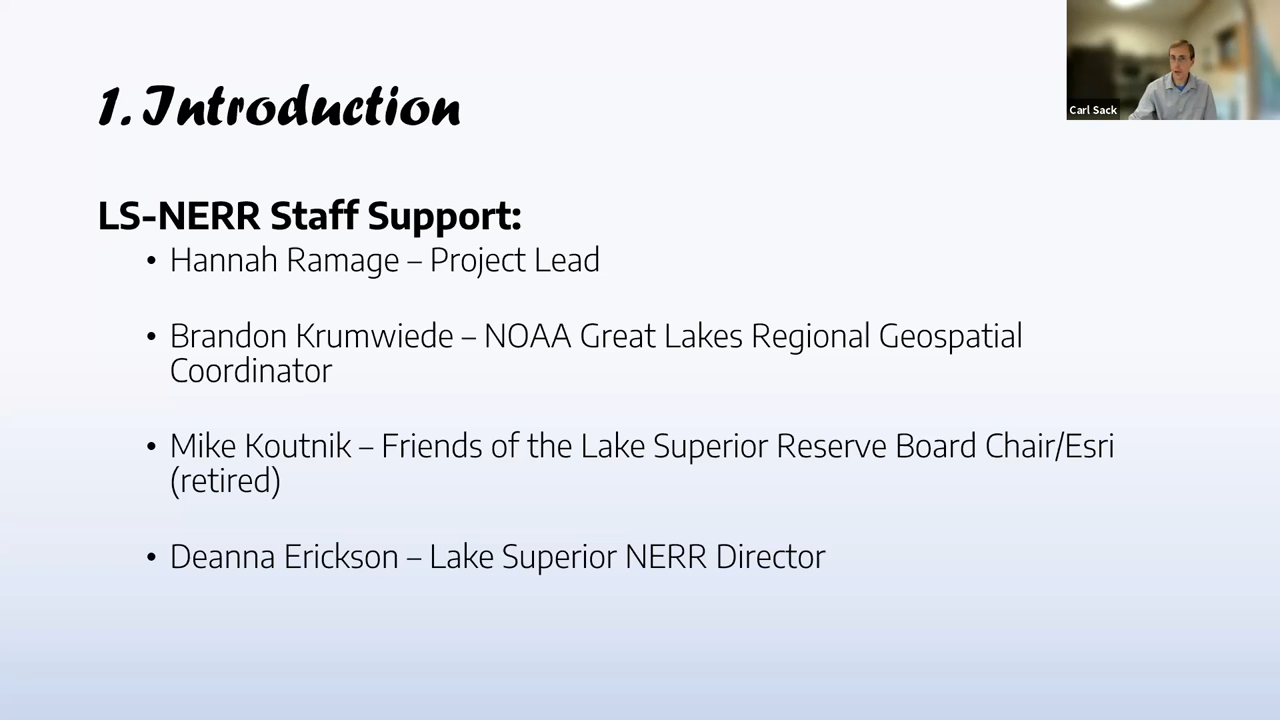 1. Introduction
Carl Sack
LS-NERR Staff Support:
• Hannah Ramage – Project Lead
• Brandon Krumwiede – NOAA Great Lakes Regional Geospatial
Coordinator
• Mike Koutnik – Friends of the Lake Superior Reserve Board Chair/Esri
(retired)
• Deanna Erickson – Lake Superior NERR Director